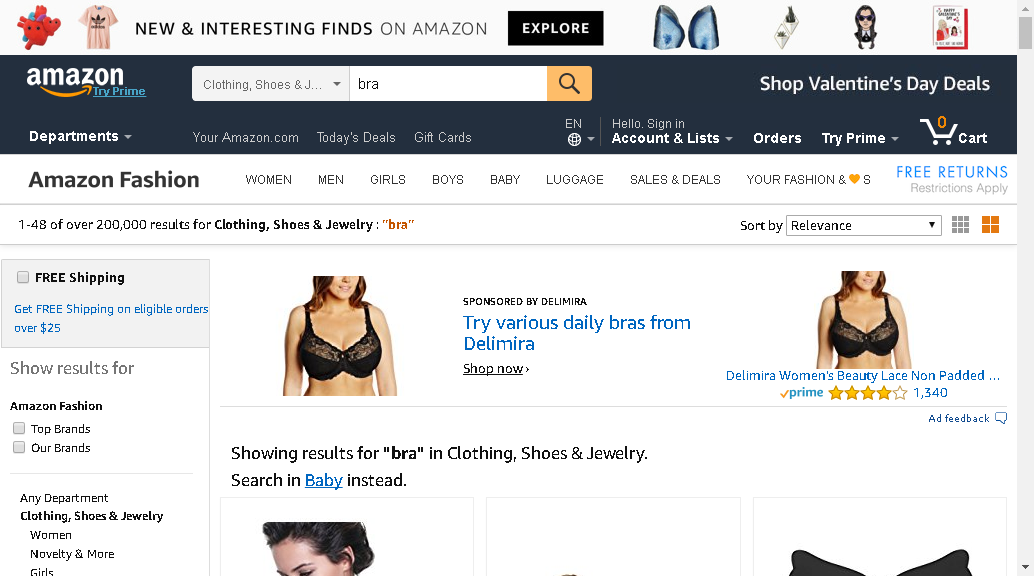 NEW & INTERESTING FINDS ON AMAZON EXPLORE
amazon
Try Prime
Clothing, Shoes & J... bra
Shop Valentine's Day Deals
Departments
Your Amazon.com Today's Deals Gift Cards
EN
Hello. Sign in
Account & Lists Orders Try Prime 0 Cart
Amazon Fashion WOMEN MEN GIRLS BOYS BABY LUGGAGE SALES & DEALS YOUR FASHION & 🧡 S
FREE RETURNS
Restrictions Apply
1-48 of over 200,000 results for Clothing, Shoes & Jewelry : "bra"
Sort by Relevance
FREE Shipping
Get FREE Shipping on eligible orders
over $25
Show results for
Amazon Fashion
Top Brands
Our Brands
Any Department
Clothing, Shoes & Jewelry
Women
Novelty & More
Girls
SPONSORED BY DELIMIRA
Try various daily bras from
Delimira
Shop now ›
Delimira Women's Beauty Lace Non Padded ...
prime 1,340
Ad feedback
Showing results for "bra" in Clothing, Shoes & Jewelry.
Search in Baby instead.